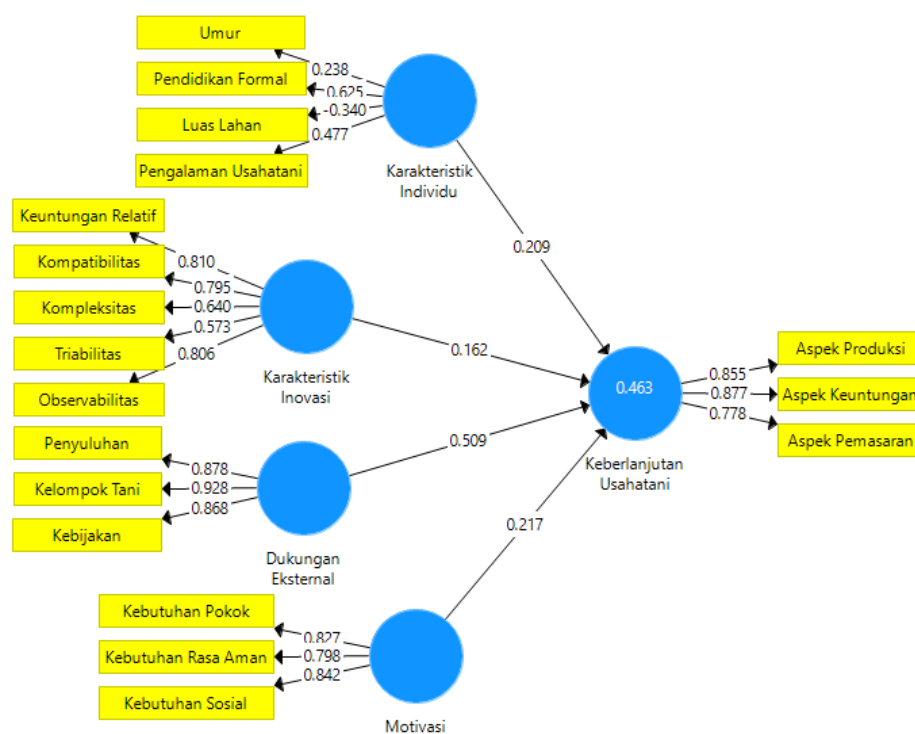 Umur
Pendidikan Formal
Luas Lahan
Pengalaman Usahatani
0.238
0.625
-0.340
0.477
Karakteristik
Individu
0.209
Keuntungan Relatif
Kompatibilitas
Kompleksitas
Triabilitas
Observabilitas
0.810
0.795
0.640
0.573
0.806
Karakteristik
Inovasi
0.162
Penyuluhan
Kelompok Tani
Kebijakan
0.878
0.928
0.868
Dukungan
Eksternal
0.509
Kebutuhan Pokok
Kebutuhan Rasa Aman
Kebutuhan Sosial
0.827
0.798
0.842
Motivasi
0.217
0.463
Keberlanjutan
Usahatani
0.855
0.877
0.778
Aspek Produksi
Aspek Keuntungan
Aspek Pemasaran